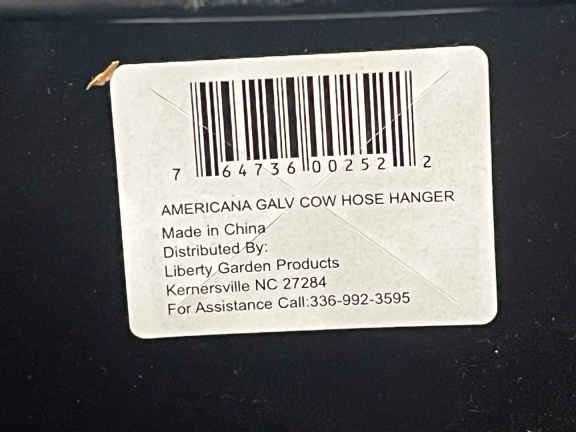 7 64736 00252 2
AMERICANA GALV COW HOSE HANGER
Made in China
Distributed By:
Liberty Garden Products
Kernersville NC 27284
For Assistance Call:336-992-3595